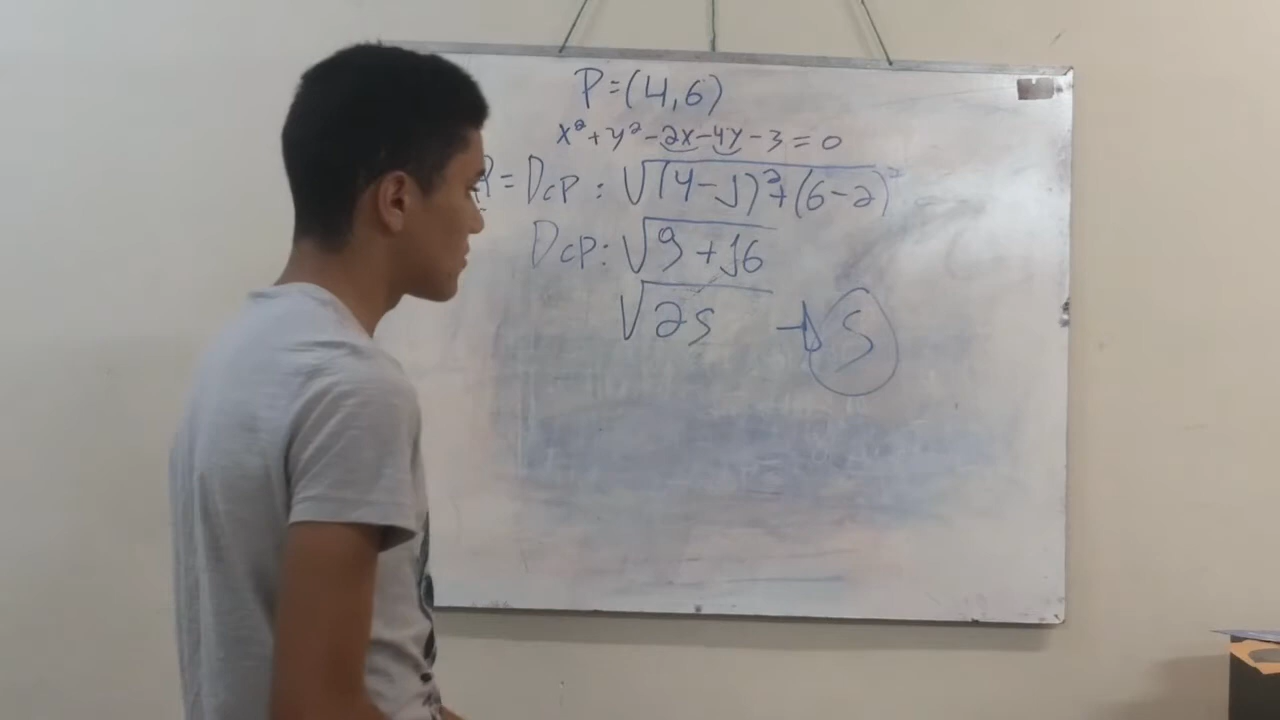 P=(4,6)
x²+y²-2x-4y-3=0
R=Dcp: √(4-1)²+(6-2)²
Dcp: √9+16
√25 → 5